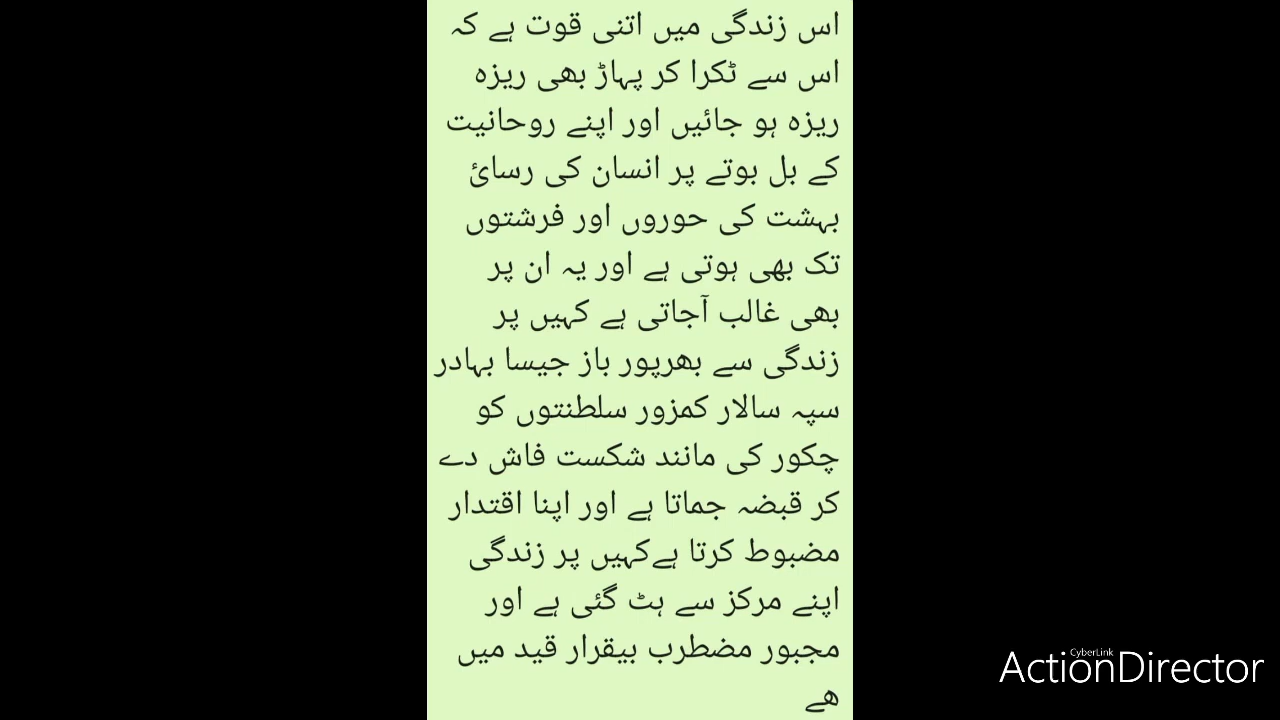 اس زندگی میں اتنی قوت ہے کہ
اس سے ٹکرا کر پہاڑ بھی ریزہ
ریزہ ہو جائیں اور اپنے روحانیت
کے بل بوتے پر انسان کی رسائ
بہشت کی حوروں اور فرشتوں
تک بھی ہوتی ہے اور یہ ان پر
بھی غالب آجاتی ہے کہیں پر
زندگی سے بھرپور باز جیسا بہادر
سپہ سالار کمزور سلطنتوں کو
چکور کی مانند شکست فاش دے
کر قبضہ جماتا ہے اور اپنا اقتدار
مضبوط کرتا ہےکہیں پر زندگی
اپنے مرکز سے ہٹ گئی ہے اور
مجبور مضطرب بیقرار قید میں
ھے
CyberLink
ActionDirector